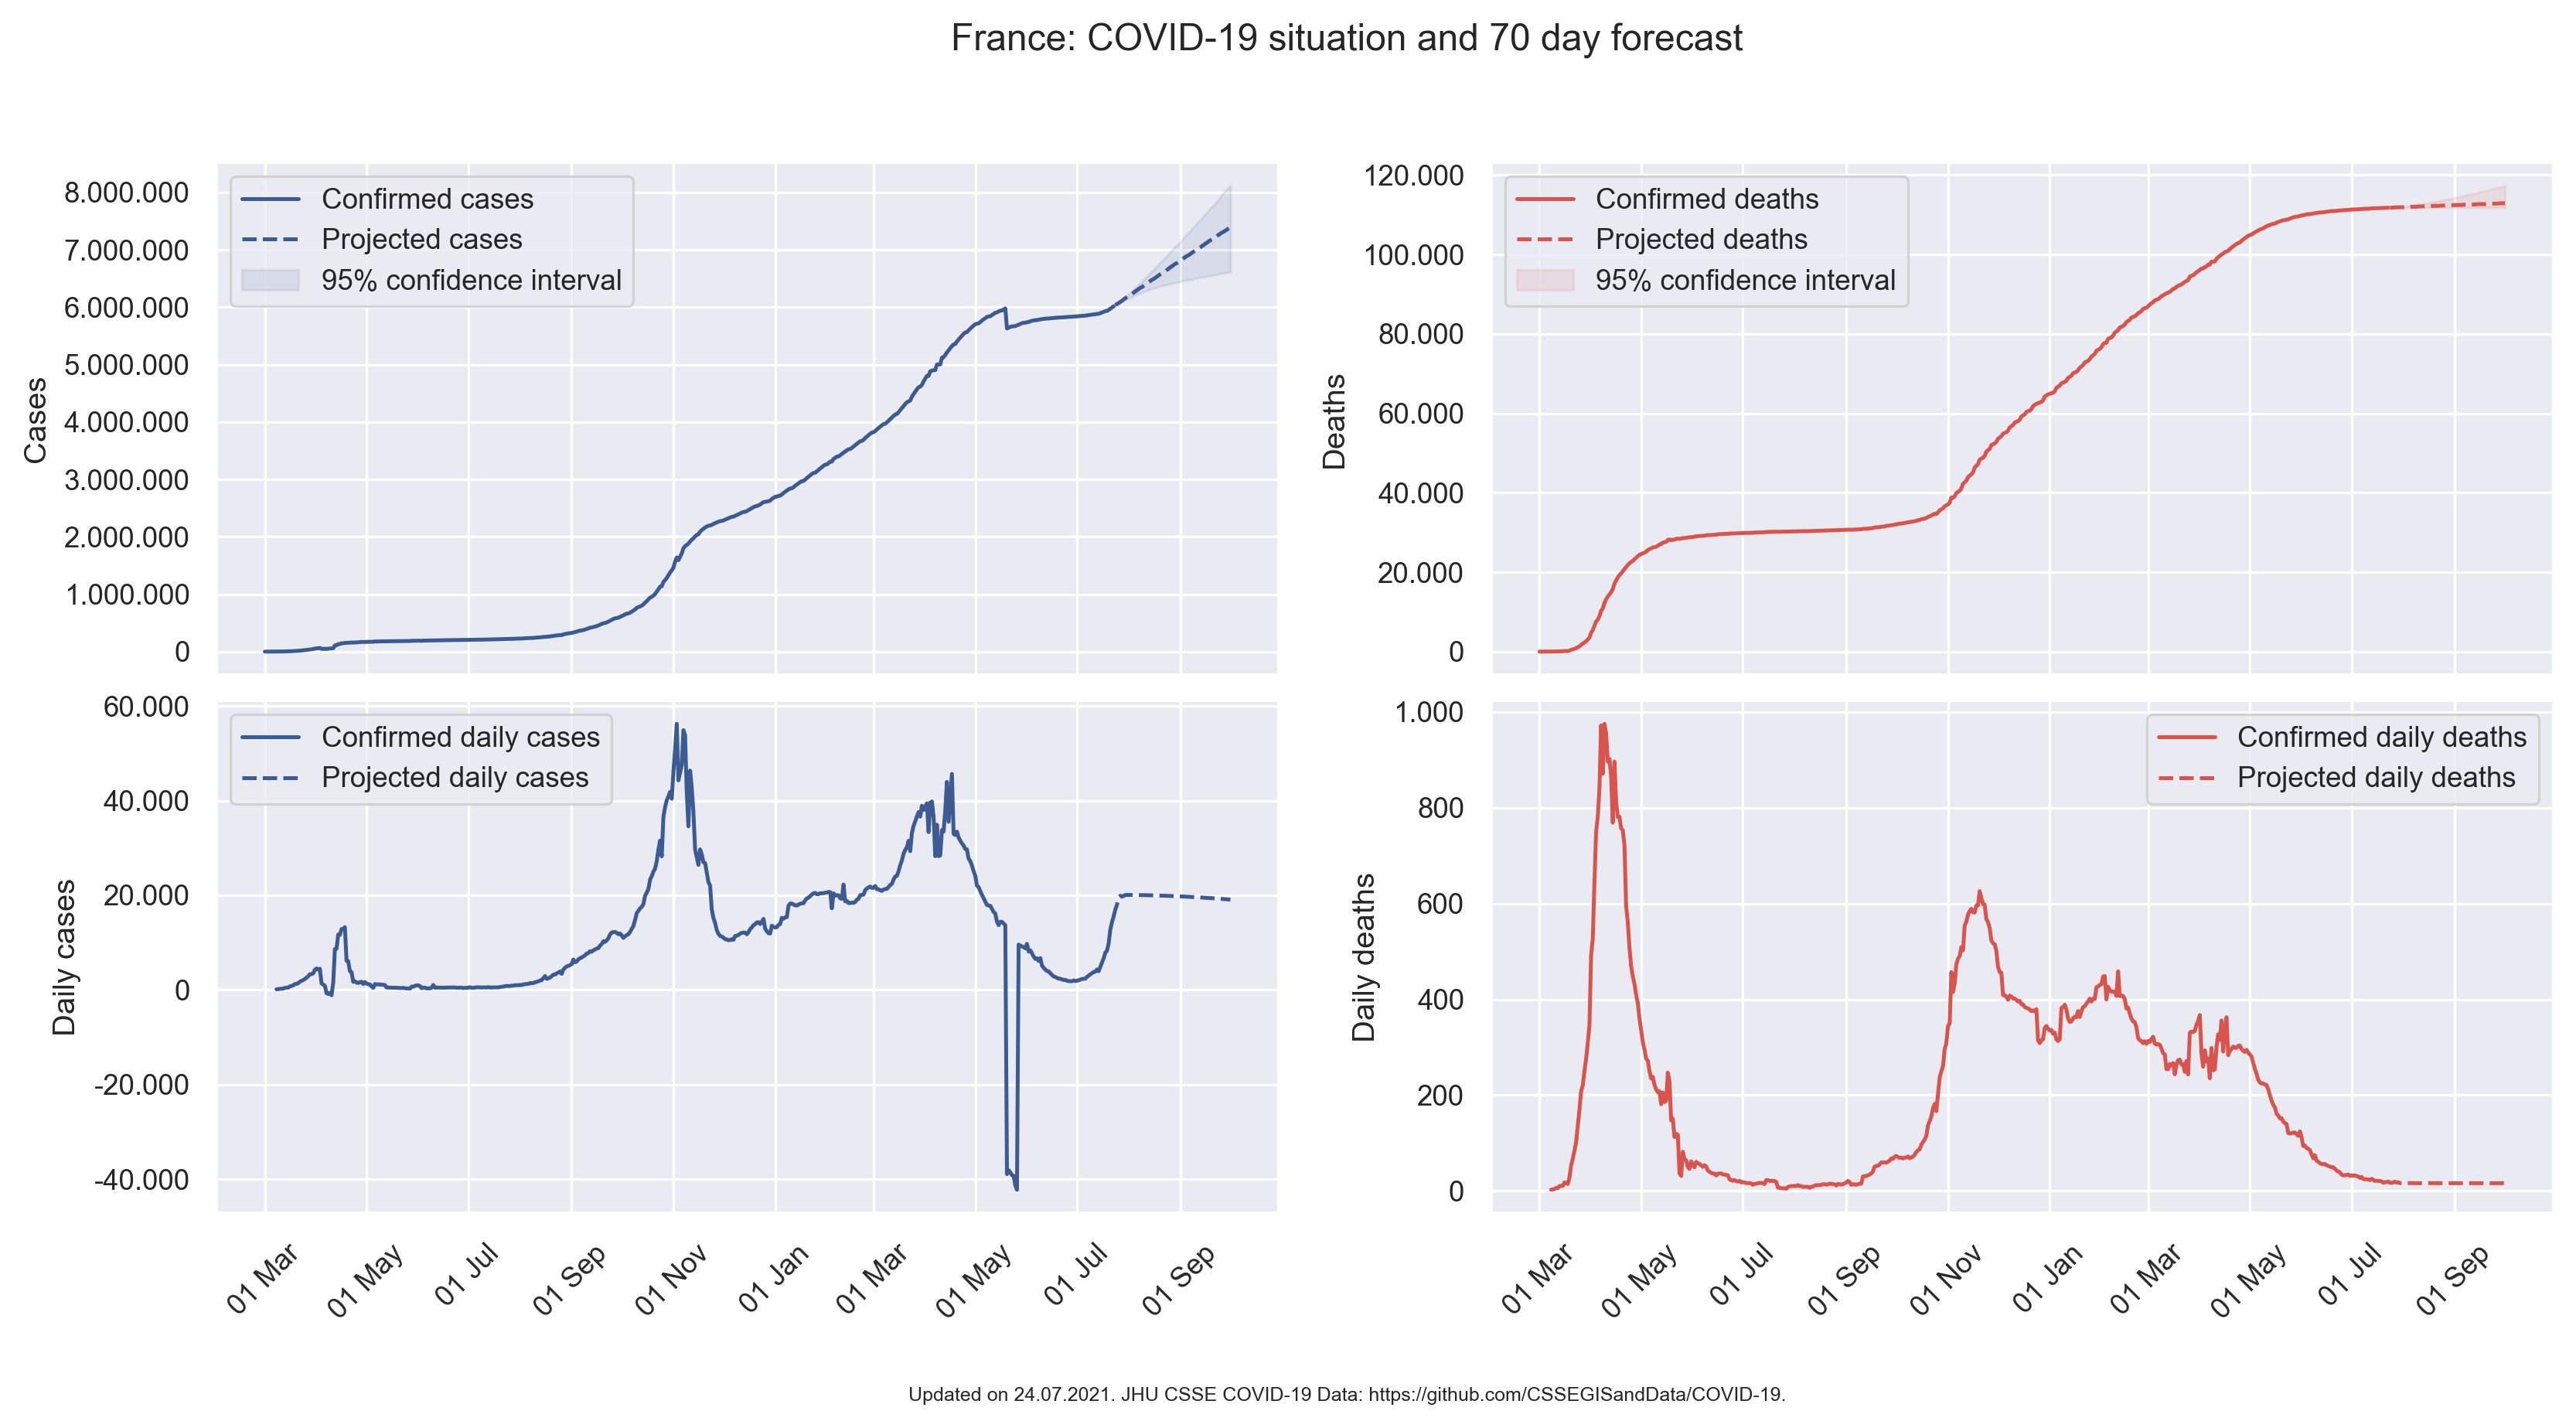 France: COVID-19 situation and 70 day forecast
Confirmed cases
Projected cases
95% confidence interval
8.000.000
7.000.000
6.000.000
5.000.000
4.000.000
3.000.000
2.000.000
1.000.000
0
Cases
Confirmed deaths
Projected deaths
95% confidence interval
120.000
100.000
80.000
60.000
40.000
20.000
0
Deaths
Confirmed daily cases
Projected daily cases
60.000
40.000
20.000
0
-20.000
-40.000
Daily cases
01 Mar
01 May
01 Jul
01 Sep
01 Nov
01 Jan
01 Mar
01 May
01 Jul
01 Sep
Confirmed daily deaths
Projected daily deaths
1.000
800
600
400
200
0
Daily deaths
01 Mar
01 May
01 Jul
01 Sep
01 Nov
01 Jan
01 Mar
01 May
01 Jul
01 Sep
Updated on 24.07.2021. JHU CSSE COVID-19 Data: https://github.com/CSSEGISandData/COVID-19.